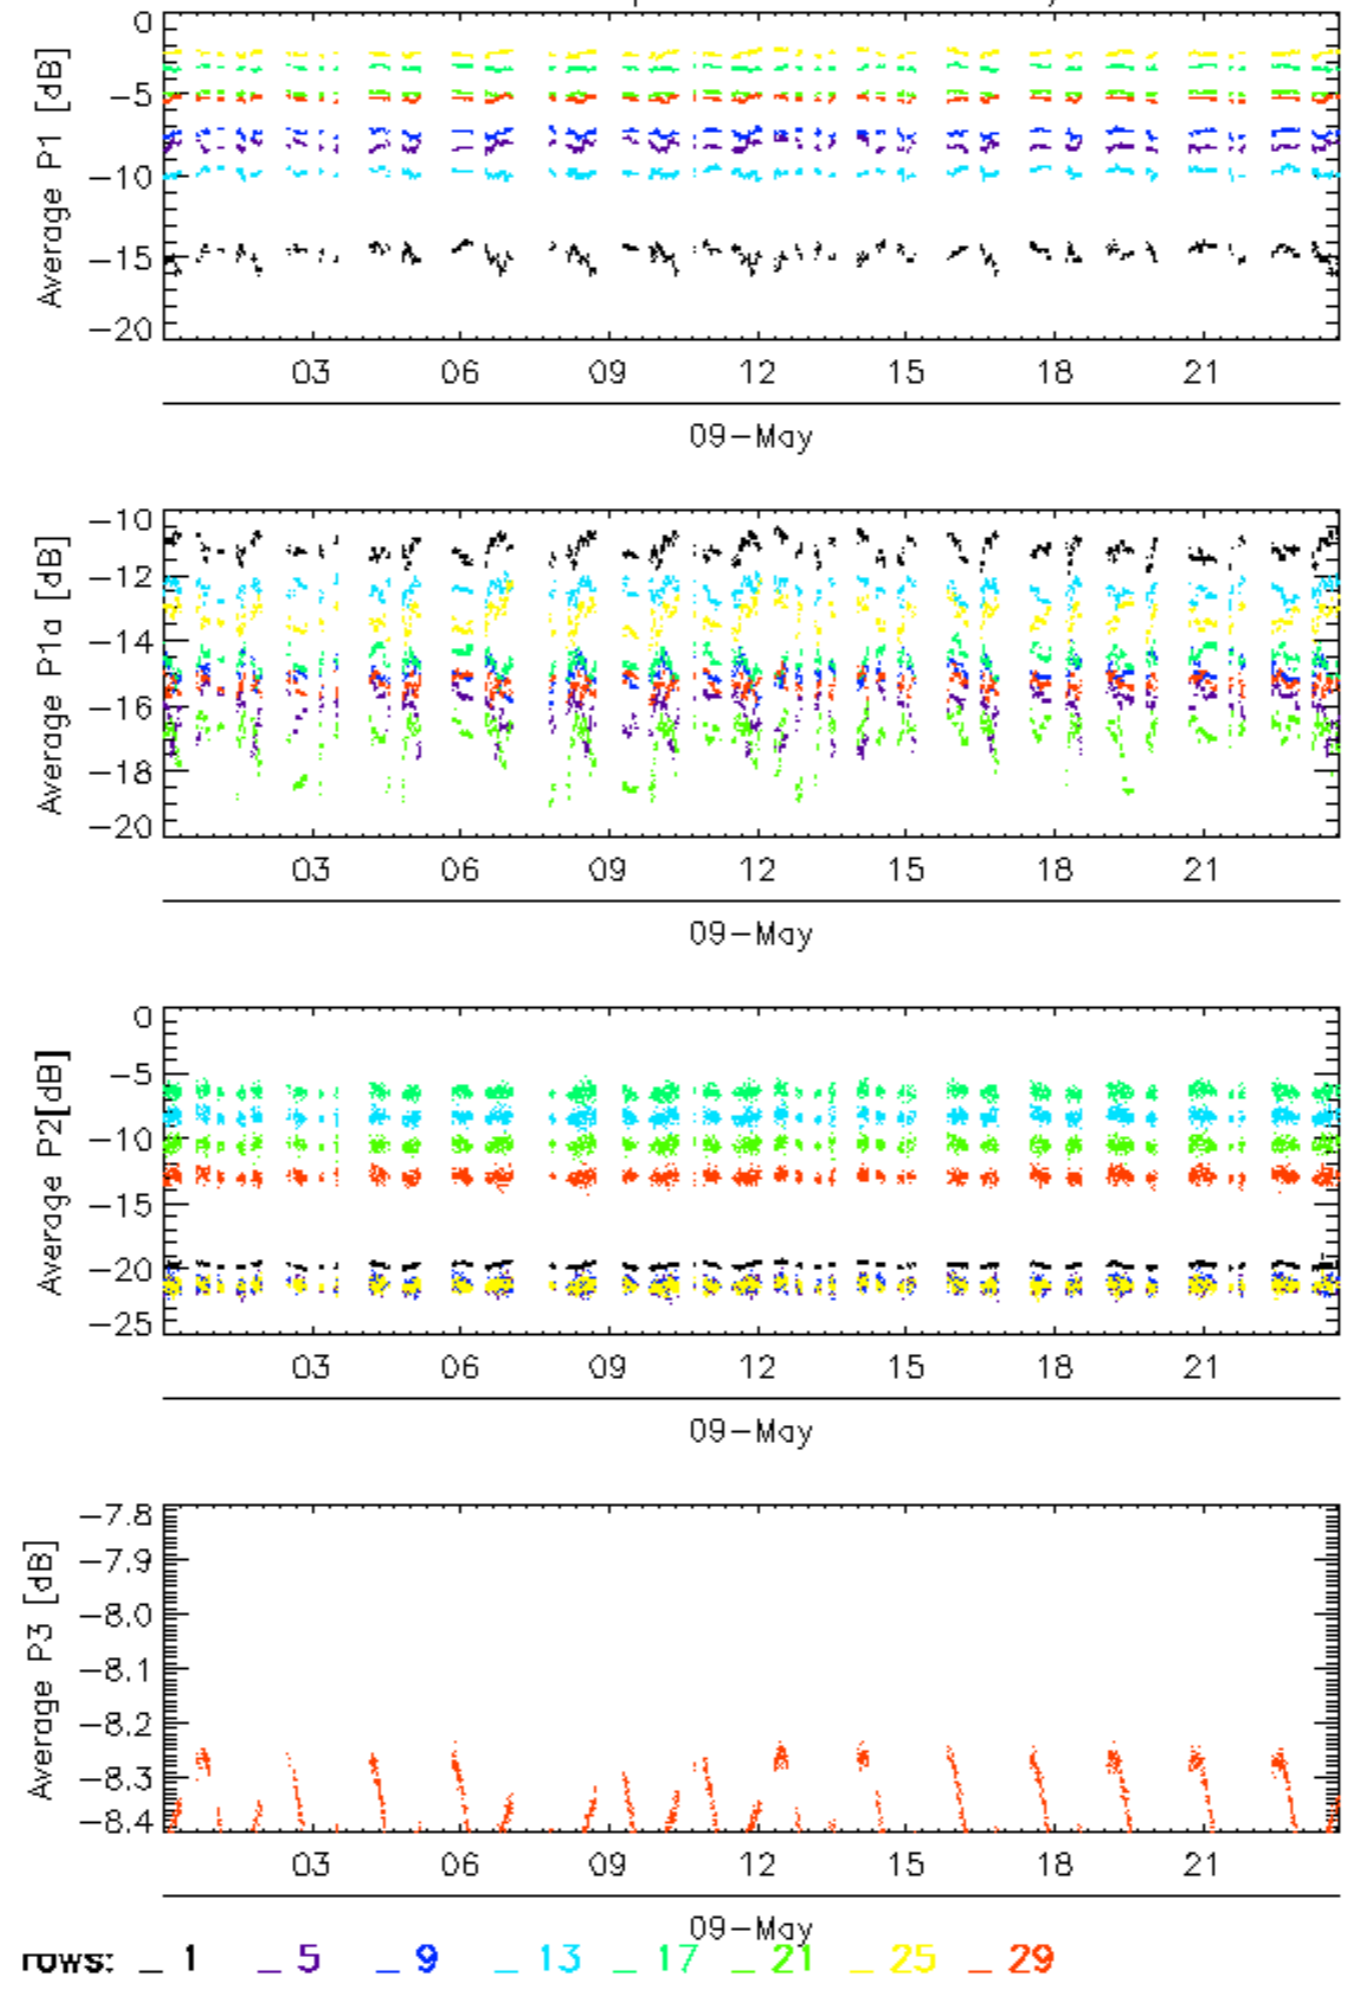 0
−5
−10
−15
−20
Average P1 [dB]
03 06 09 12 15 18 21
09−May
−10
−12
−14
−16
−18
−20
Average P1a [dB]
03 06 09 12 15 18 21
09−May
0
−5
−10
−15
−20
−25
Average P2[dB]
03 06 09 12 15 18 21
09−May
−7.8
−7.9
−8.0
−8.1
−8.2
−8.3
−8.4
Average P3 [dB]
03 06 09 12 15 18 21
09−May
rows: _ 1 _ 5 _ 9 _ 13 _ 17 _ 21 _ 25 _ 29